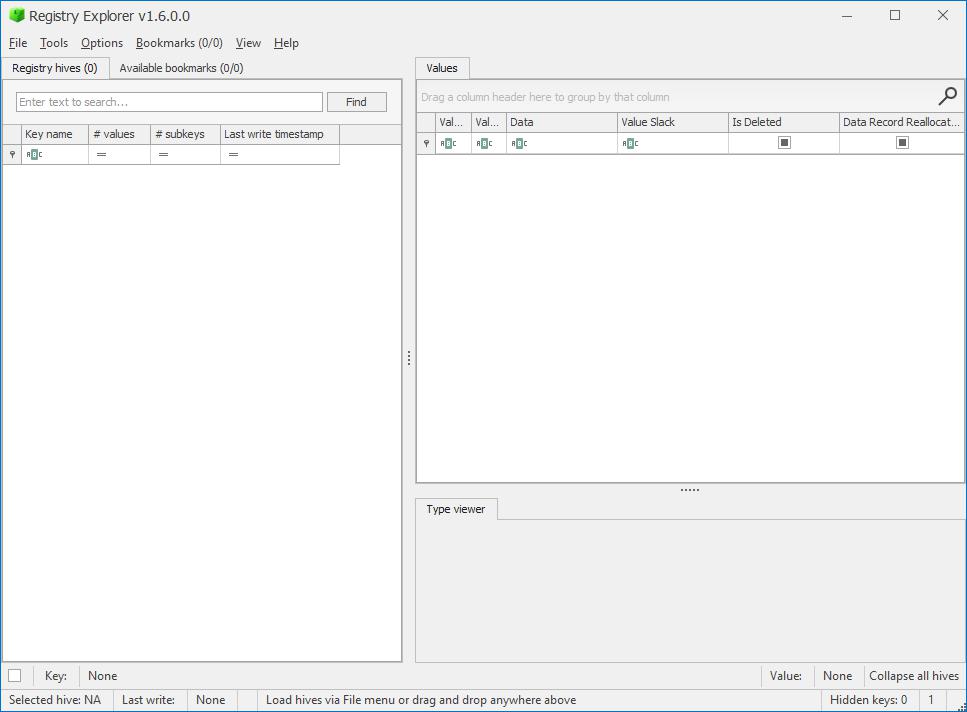 Registry Explorer v1.6.0.0
File Tools Options Bookmarks (0/0) View Help
Registry hives (0) Available bookmarks (0/0)
Enter text to search... Find
Key name # values # subkeys Last write timestamp
ABC = = =
Values
Drag a column header here to group by that column
Val... Val... Data Value Slack Is Deleted Data Record Reallocat...
ABC ABC ABC ABC
Type viewer
Key: None Value: None Collapse all hives
Selected hive: NA Last write: None Load hives via File menu or drag and drop anywhere above Hidden keys: 0 1